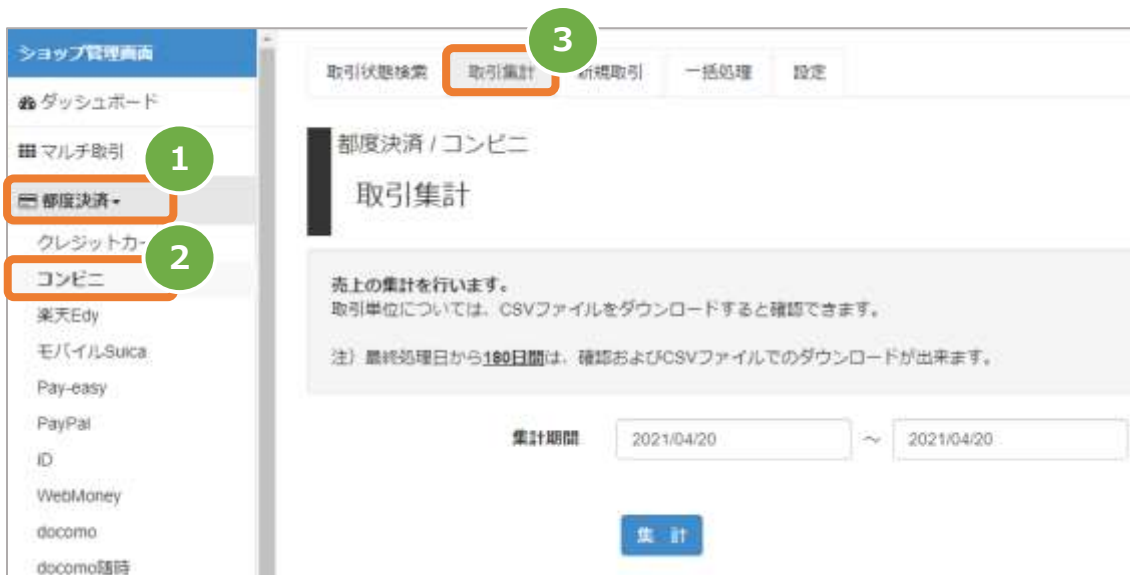 ショップ管理画面
ダッシュボード
マルチ取引
1
都度決済
クレジットカー
2
コンビニ
楽天Edy
モバイルSuica
Pay-easy
PayPal
iD
WebMoney
docomo
docomo随時
3
取引状態検索 取引集計 新規取引 一括処理 設定
都度決済 / コンビニ
取引集計
売上の集計を行います。
取引単位については、CSVファイルをダウンロードすると確認できます。
注）最終処理日から180日間は、確認およびCSVファイルでのダウンロードが出来ます。
集計期間 2021/04/20 ～ 2021/04/20
集 計